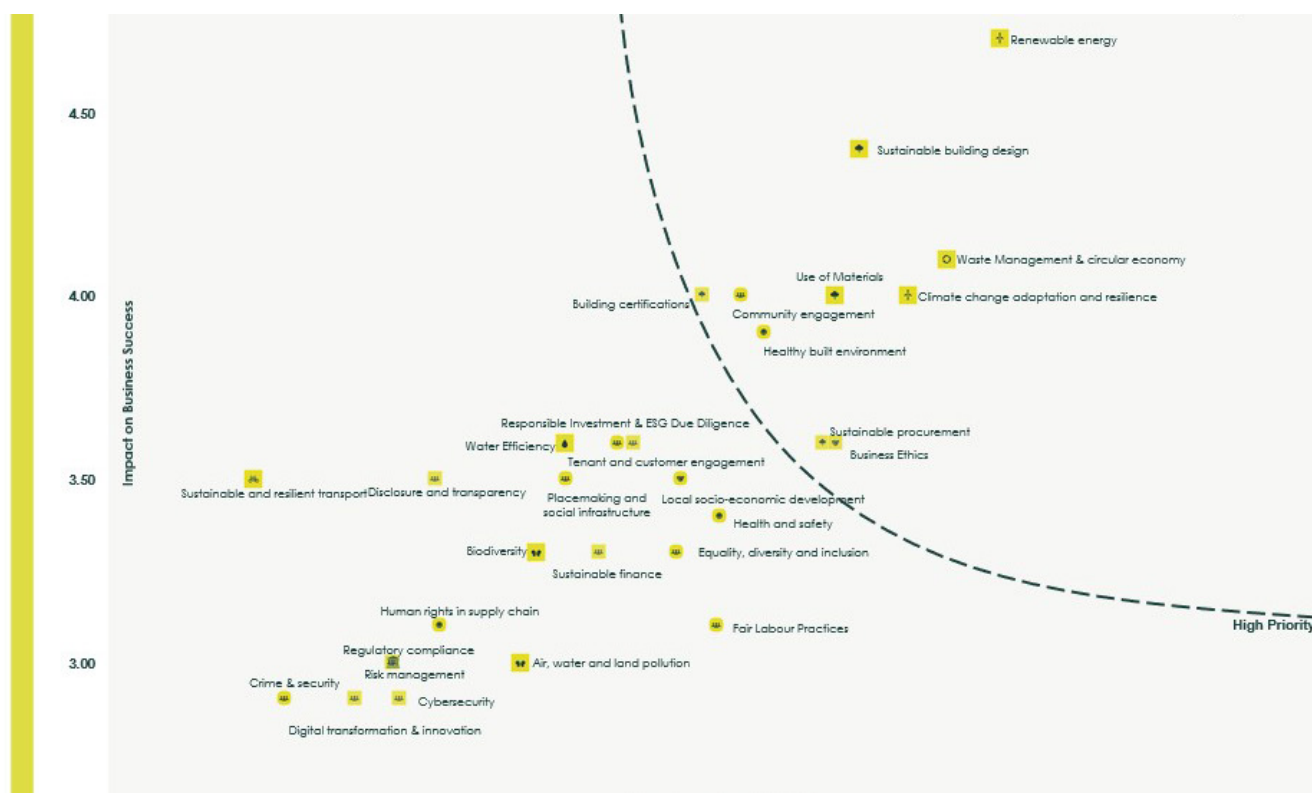 Renewable energy
4.50
Sustainable building design
Waste Management & circular economy
Use of Materials
4.00
Climate change adaptation and resilience
Building certifications
Community engagement
Healthy built environment
Impact on Business Success
Responsible Investment & ESG Due Diligence
Sustainable procurement
Water Efficiency
Business Ethics
Tenant and customer engagement
3.50
Sustainable and resilient transport
Disclosure and transparency
Placemaking and
social infrastructure
Local socio-economic development
Health and safety
Biodiversity
Equality, diversity and inclusion
Sustainable finance
Human rights in supply chain
High Priority
Fair Labour Practices
Regulatory compliance
3.00
Air, water and land pollution
Risk management
Crime & security
Cybersecurity
Digital transformation & innovation